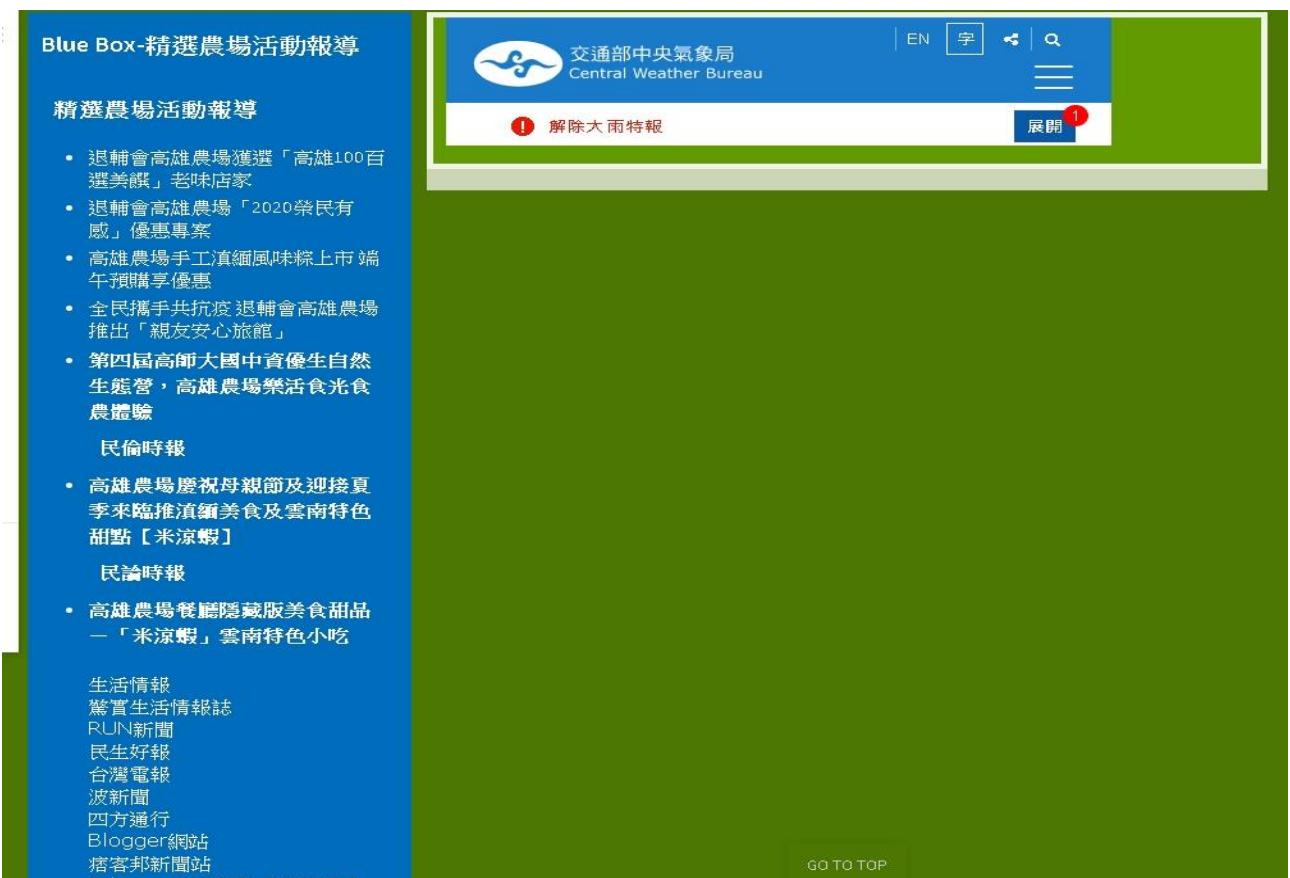 Blue Box-精選農場活動報導
精選農場活動報導
• 退輔會高雄農場獲選「高雄100百
選美饌」老味店家
• 退輔會高雄農場「2020榮民有
感」優惠專案
• 高雄農場手工滇緬風味粽上市 端
午預購享優惠
• 全民攜手共抗疫 退輔會高雄農場
推出「親友安心旅館」
• 第四屆高師大國中資優生自然
生態營，高雄農場樂活食光食
農體驗
民倫時報
• 高雄農場慶祝母親節及迎接夏
季來臨推滇緬美食及雲南特色
甜點【米涼蝦】
民論時報
• 高雄農場餐廳隱藏版美食甜品
－「米涼蝦」雲南特色小吃
生活情報
驚實生活情報誌
RUN新聞
民生好報
台灣電報
波新聞
四方通行
Blogger網站
痞客邦新聞站
交通部中央氣象局
Central Weather Bureau
EN 字
解除大雨特報
展開 1
GO TO TOP